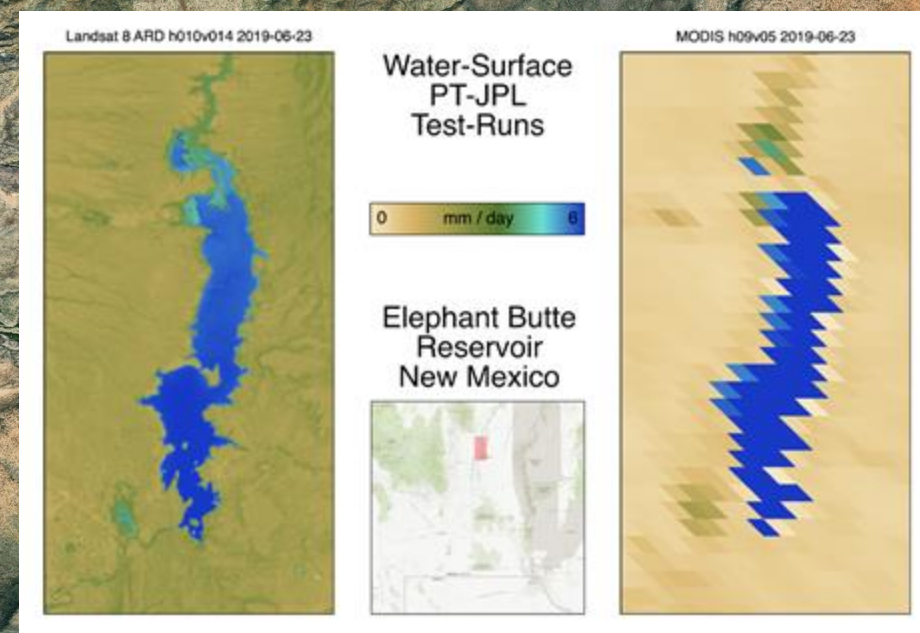 Landsat 8 ARD h010v014 2019-06-23
Water-Surface
PT-JPL
Test-Runs
0 mm / day 6
Elephant Butte
Reservoir
New Mexico
MODIS h09v05 2019-06-23